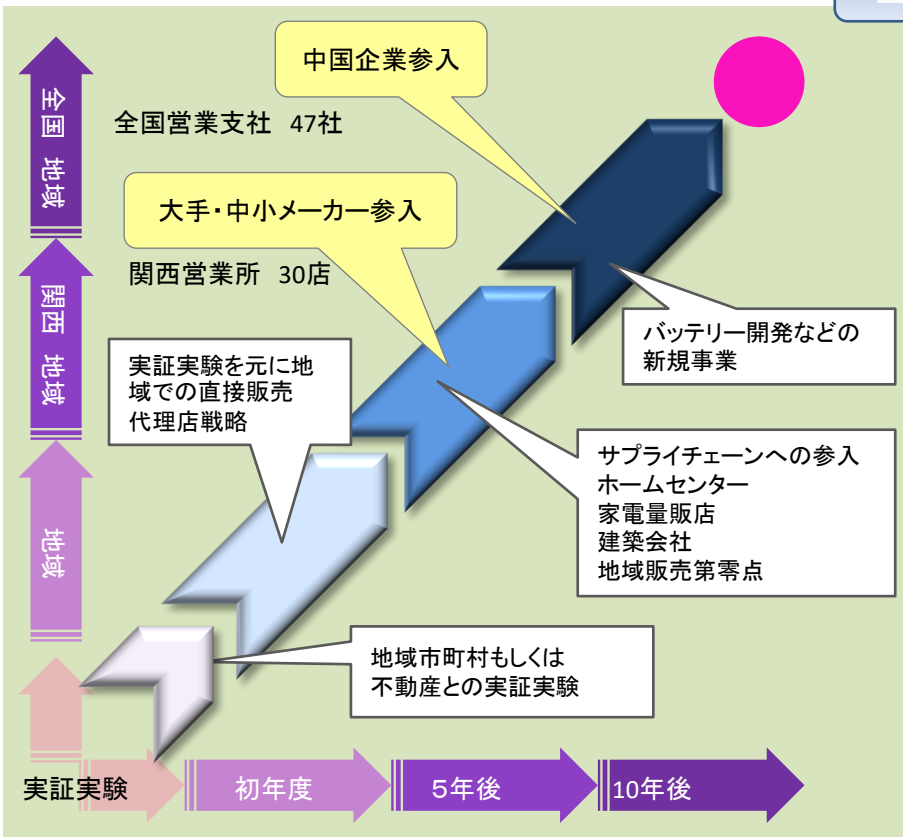 中国企業参入
全国営業支社 47社
大手・中小メーカー参入
関西営業所 30店
全国 地域
関西 地域
地域
バッテリー開発などの
新規事業
実証実験を元に地
域での直接販売
代理店戦略
サプライチェーンへの参入
ホームセンター
家電量販店
建築会社
地域販売第零点
地域市町村もしくは
不動産との実証実験
実証実験
初年度
５年後
10年後